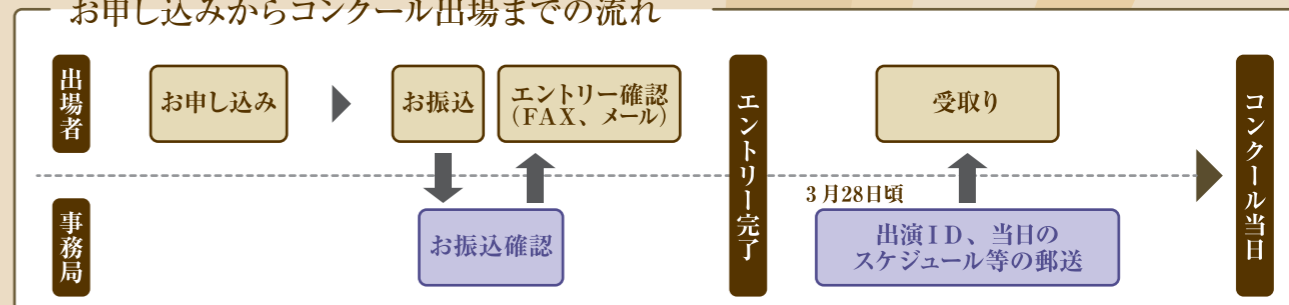 お申し込みからコンクール出場までの流れ
出場者
お申し込み
お振込
エントリー確認
（FAX、メール）
エントリー完了
受取り
コンクール当日
事務局
お振込確認
3月28日頃
出演ID、当日の
スケジュール等の郵送